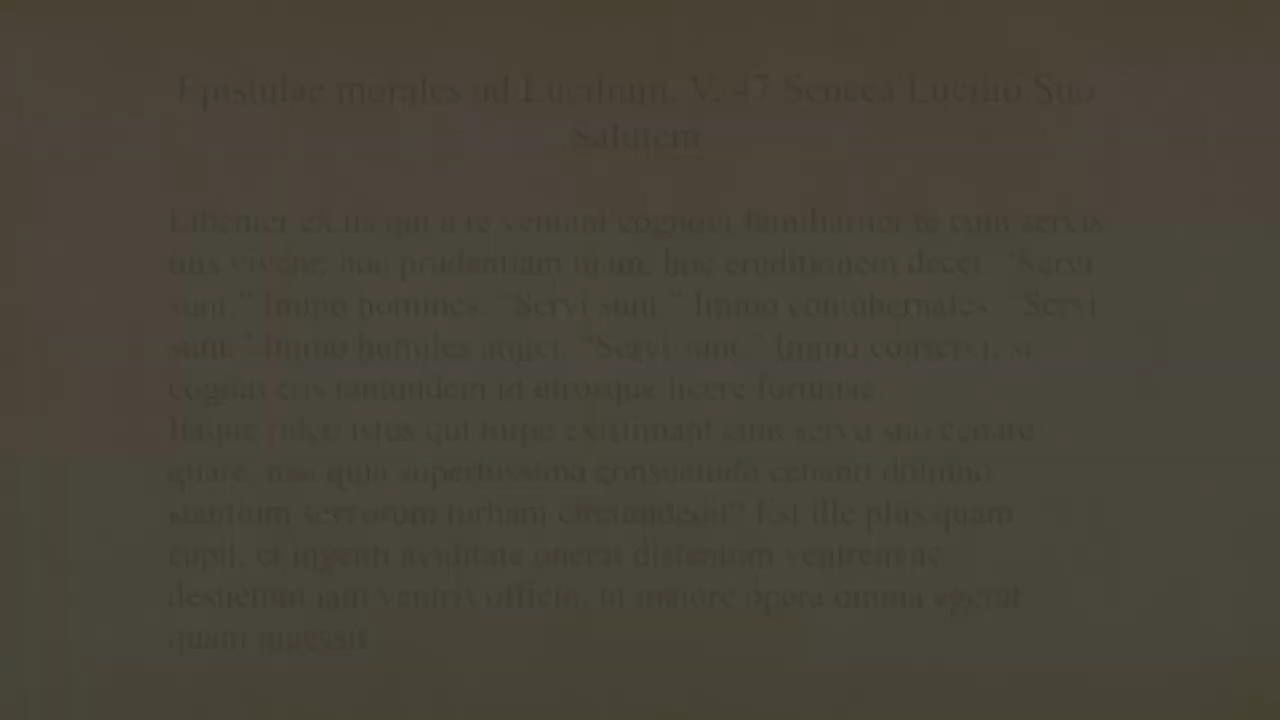 Epistulae morales ad Lucilium, V. 47 Seneca Lucilio Suo
Salutem
Libenter ex iis qui a te veniunt cognovi familiariter te cum servis
tuis vivere: hoc prudentiam tuam, hoc eruditionem decet. "Servi
sunt." Immo homines. "Servi sunt." Immo contubernales. "Servi
sunt." Immo humiles amici. "Servi sunt." Immo conservi, si
cogitaveris tantundem in utrosque licere fortunae.
Itaque rideo istos qui turpe existimant cum servo suo cenare:
quare, nisi quia superbissima consuetudo cenanti domino
stantium servorum turbam circumdedit? Est ille plus quam
capit, et ingenti aviditate onerat distentum ventrem ac
desuetum iam ventris officio, ut maiore opera omnia egerat
quam ingessit